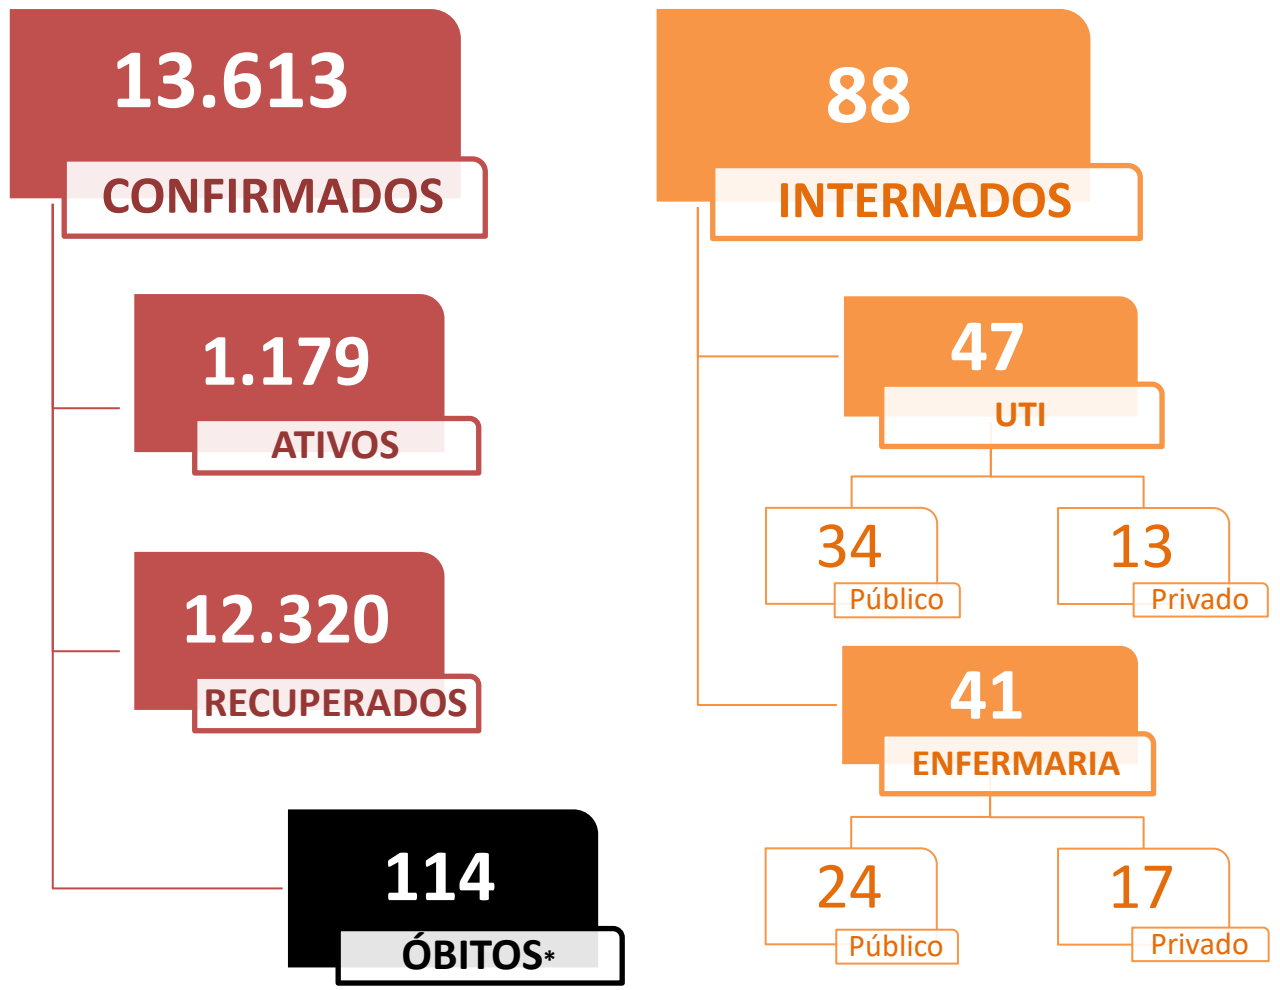 13.613
CONFIRMADOS
1.179
ATIVOS
12.320
RECUPERADOS
114
ÓBITOS*
88
INTERNADOS
47
UTI
34
Público
13
Privado
41
ENFERMARIA
24
Público
17
Privado